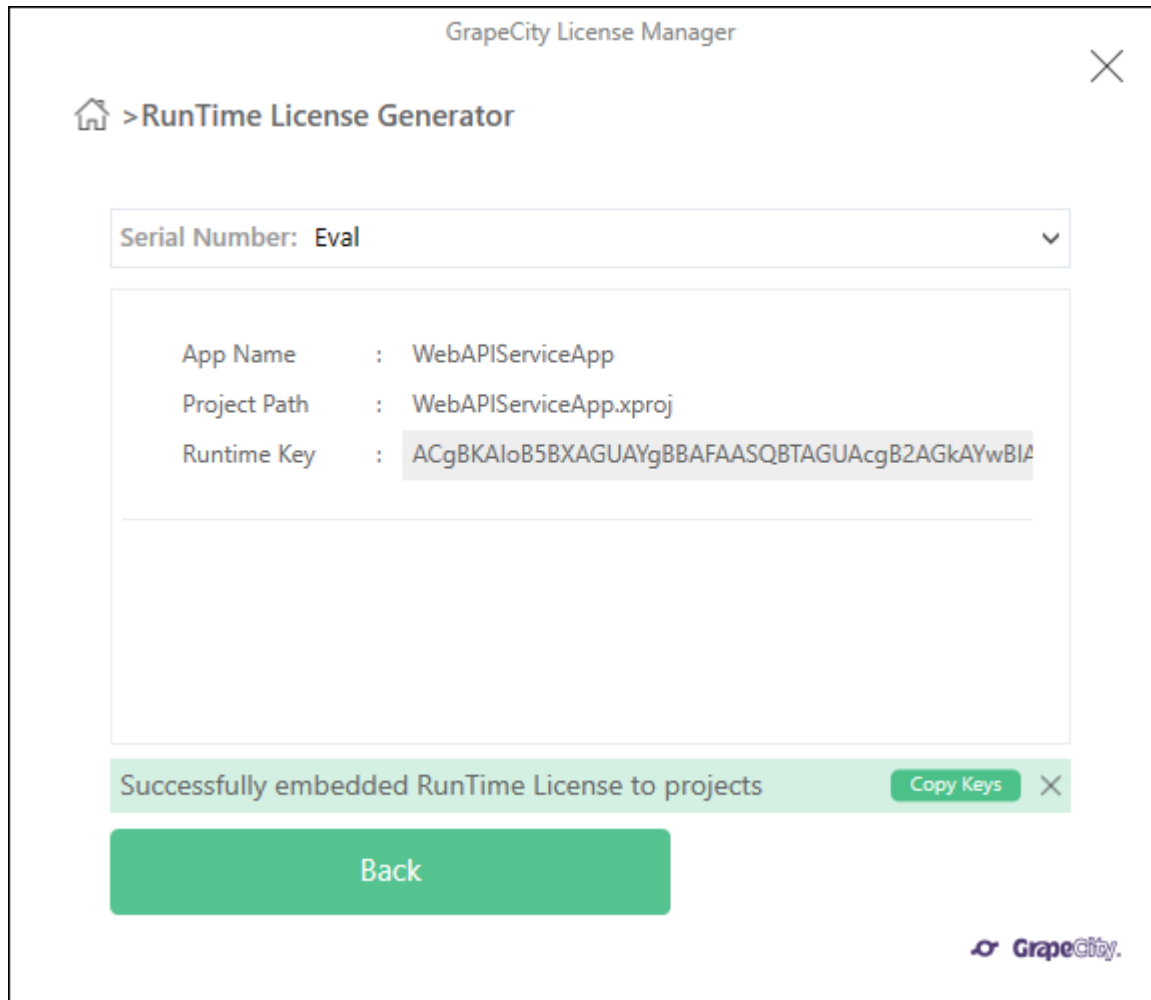 GrapeCity License Manager
>RunTime License Generator
Serial Number: Eval
App Name : WebAPIServiceApp
Project Path : WebAPIServiceApp.xproj
Runtime Key : ACgBKAIoB5BXAGUAYgBBAFAASQBTAGUAcgB2AGkAYwBlA
Successfully embedded RunTime License to projects
Copy Keys
Back
GrapeCity.